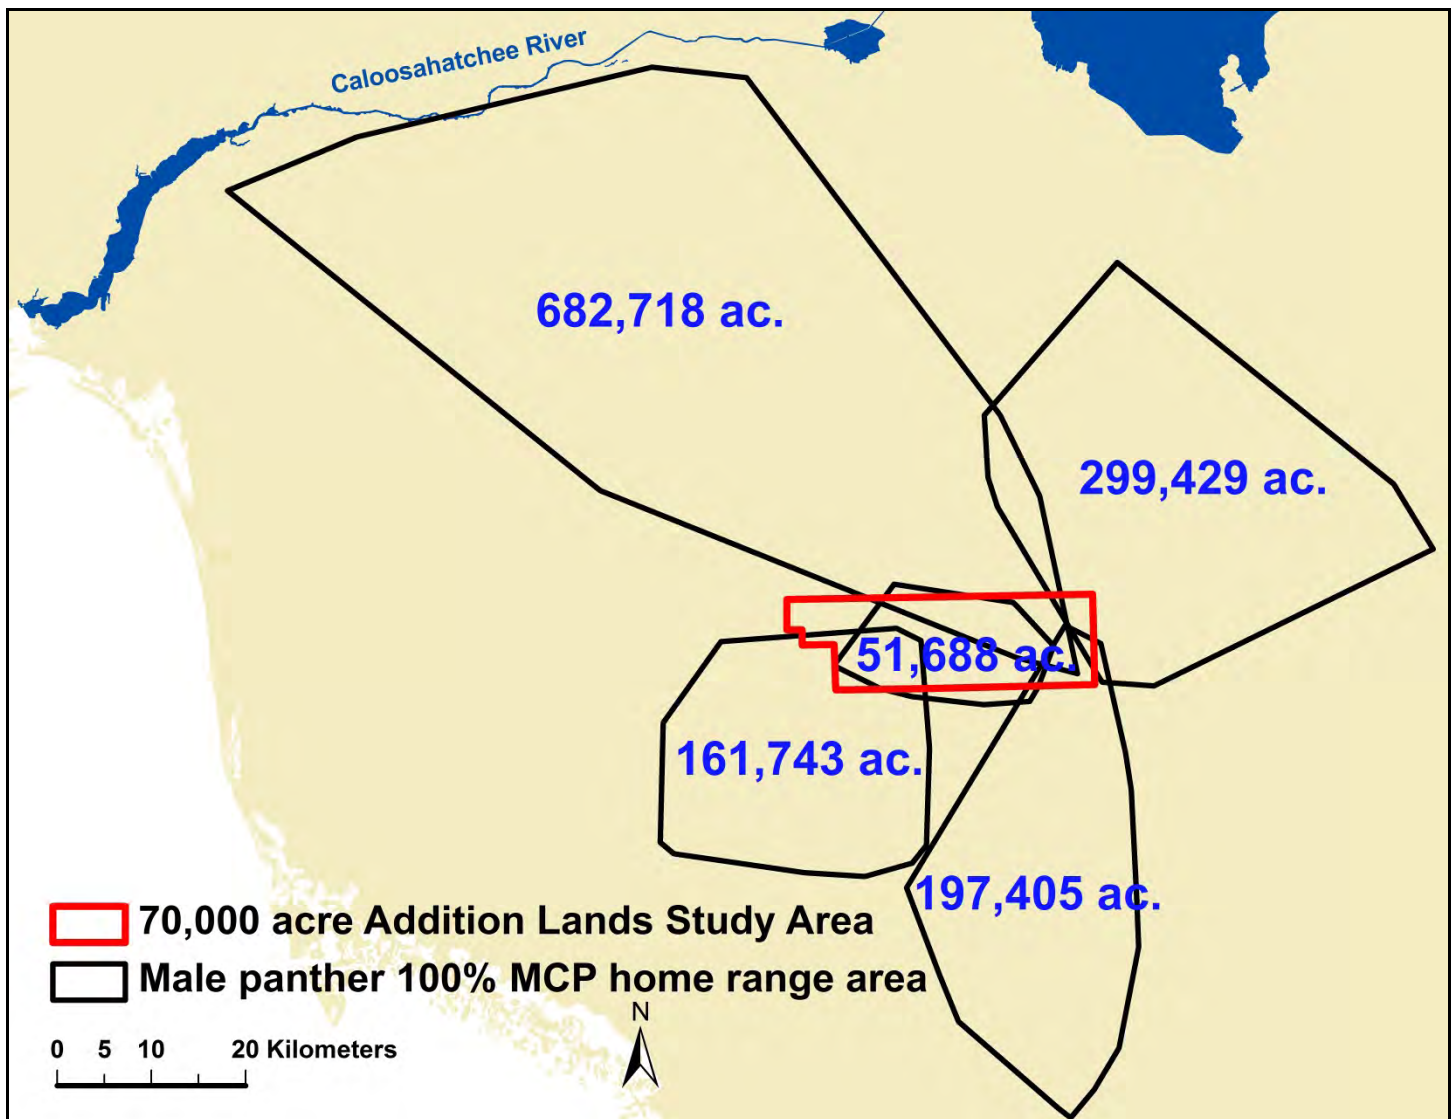 Caloosahatchee River
682,718 ac.
299,429 ac.
51,688 ac.
161,743 ac.
197,405 ac.
70,000 acre Addition Lands Study Area
Male panther 100% MCP home range area
N
0 5 10 20 Kilometers